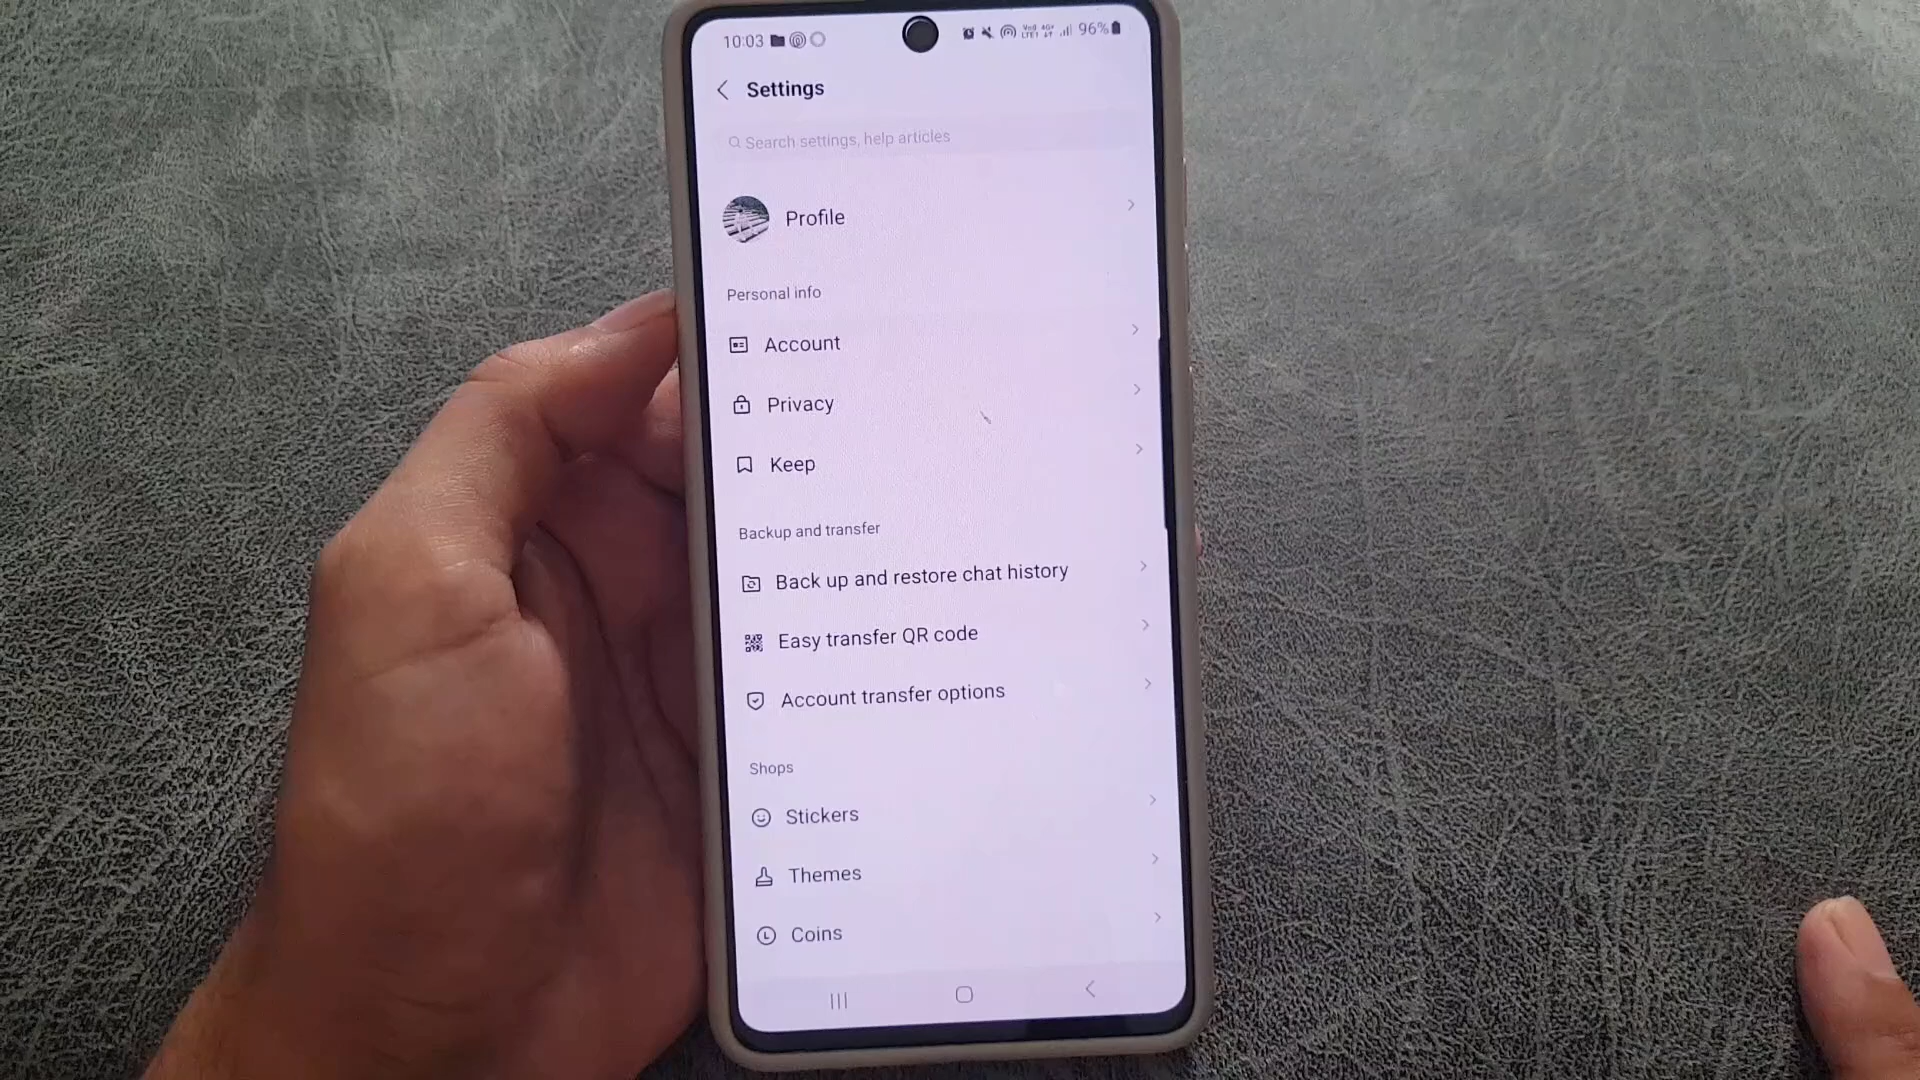 10:03 96%
Settings
Search settings, help articles
Profile
Personal info
Account
Privacy
Keep
Backup and transfer
Back up and restore chat history
Easy transfer QR code
Account transfer options
Shops
Stickers
Themes
Coins